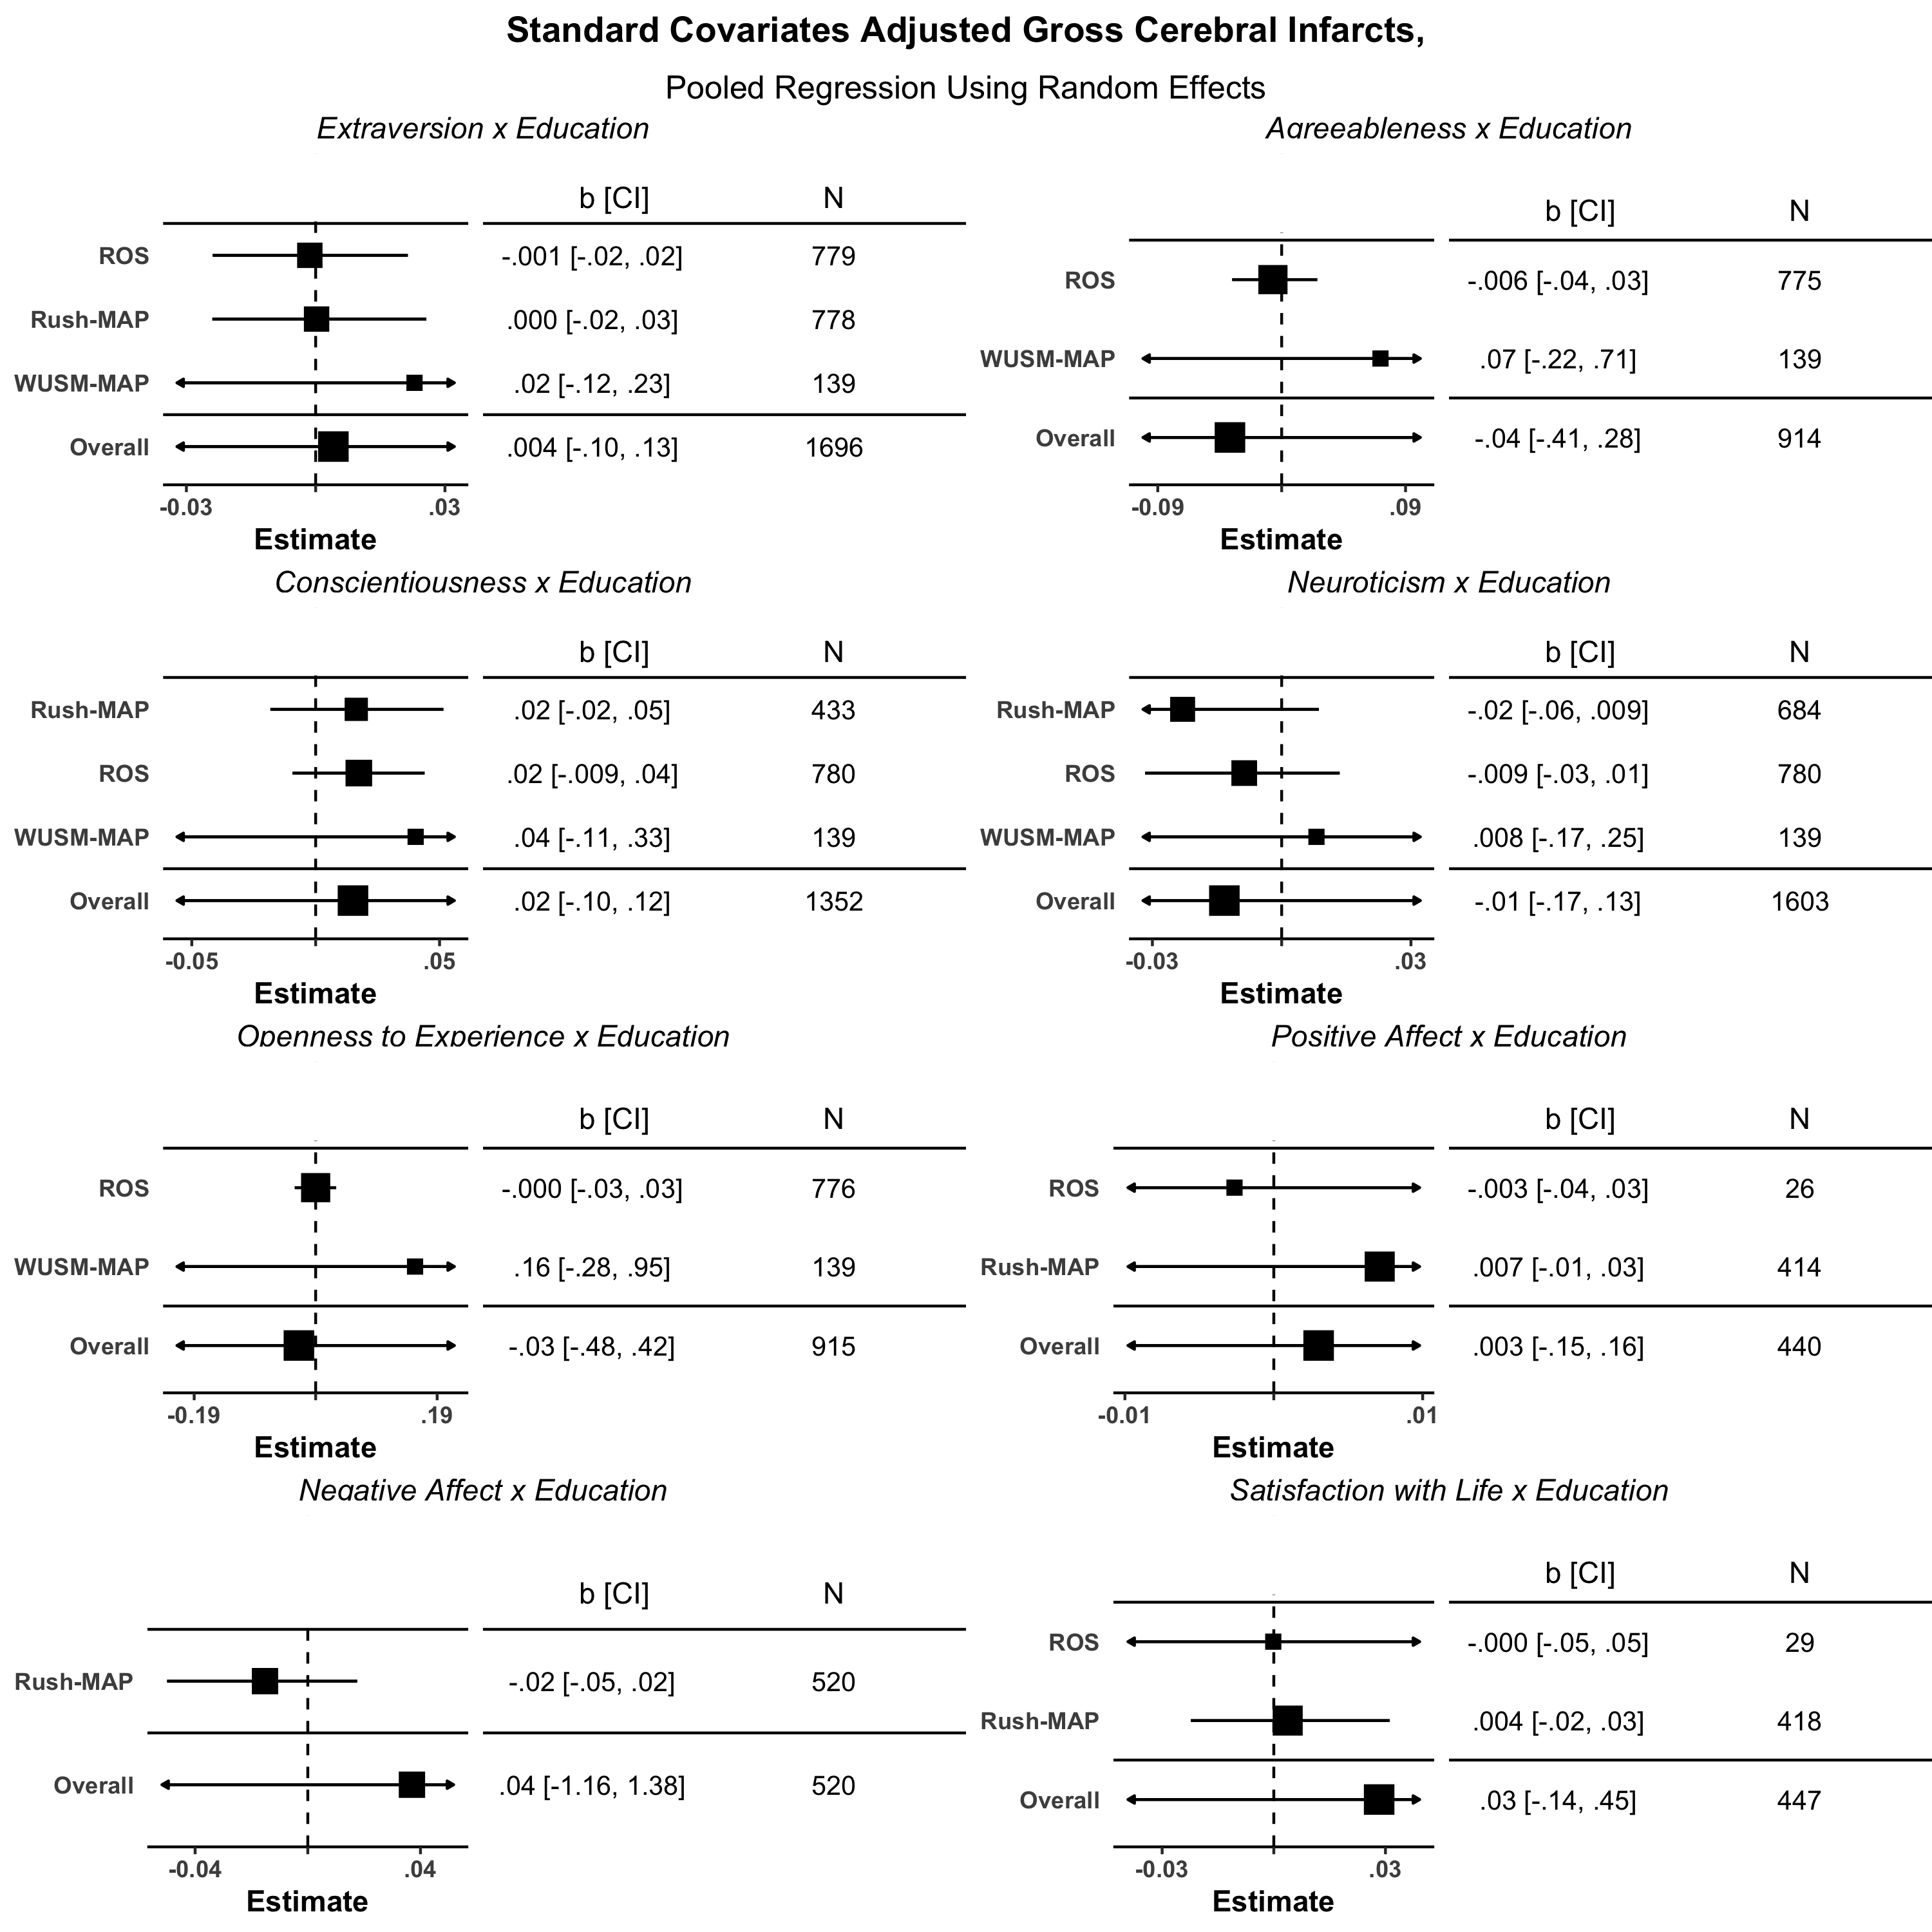 Standard Covariates Adjusted Gross Cerebral Infarcts,
Pooled Regression Using Random Effects
Extraversion x Education
b [CI] N
ROS -.001 [-.02, .02] 779
Rush-MAP .000 [-.02, .03] 778
WUSM-MAP .02 [-.12, .23] 139
Overall .004 [-.10, .13] 1696
-0.03 .03
Estimate
Agreeableness x Education
b [CI] N
ROS -.006 [-.04, .03] 775
WUSM-MAP .07 [-.22, .71] 139
Overall -.04 [-.41, .28] 914
-0.09 .09
Estimate
Conscientiousness x Education
b [CI] N
Rush-MAP .02 [-.02, .05] 433
ROS .02 [-.009, .04] 780
WUSM-MAP .04 [-.11, .33] 139
Overall .02 [-.10, .12] 1352
-0.05 .05
Estimate
Neuroticism x Education
b [CI] N
Rush-MAP -.02 [-.06, .009] 684
ROS -.009 [-.03, .01] 780
WUSM-MAP .008 [-.17, .25] 139
Overall -.01 [-.17, .13] 1603
-0.03 .03
Estimate
Openness to Experience x Education
b [CI] N
ROS -.000 [-.03, .03] 776
WUSM-MAP .16 [-.28, .95] 139
Overall -.03 [-.48, .42] 915
-0.19 .19
Estimate
Positive Affect x Education
b [CI] N
ROS -.003 [-.04, .03] 26
Rush-MAP .007 [-.01, .03] 414
Overall .003 [-.15, .16] 440
-0.01 .01
Estimate
Negative Affect x Education
b [CI] N
Rush-MAP -.02 [-.05, .02] 520
Overall .04 [-1.16, 1.38] 520
-0.04 .04
Estimate
Satisfaction with Life x Education
b [CI] N
ROS -.000 [-.05, .05] 29
Rush-MAP .004 [-.02, .03] 418
Overall .03 [-.14, .45] 447
-0.03 .03
Estimate